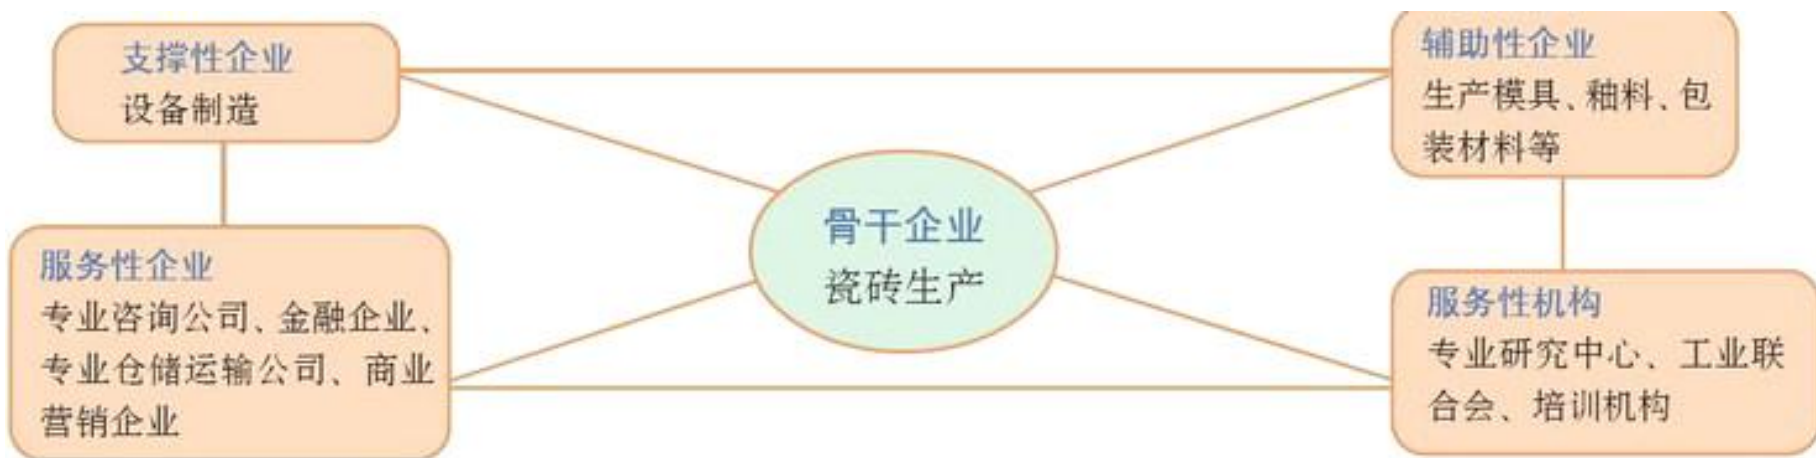 支撑性企业
设备制造
辅助性企业
生产模具、釉料、包
装材料等
骨干企业
瓷砖生产
服务性企业
专业咨询公司、金融企业、
专业仓储运输公司、商业
营销企业
服务性机构
专业研究中心、工业联
合会、培训机构